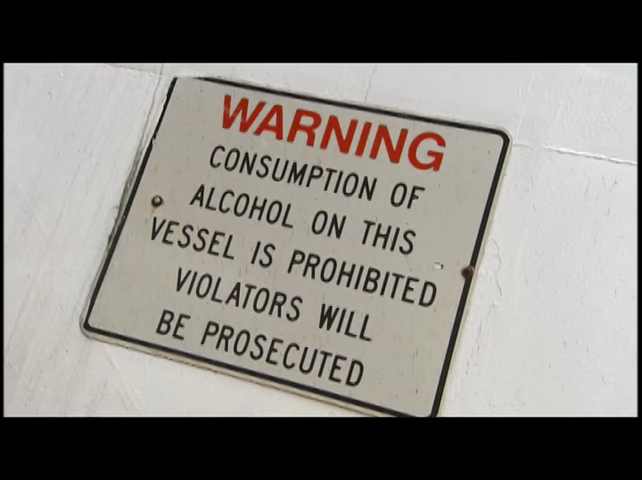 WARNING
CONSUMPTION OF
ALCOHOL ON THIS
VESSEL IS PROHIBITED
VIOLATORS WILL
BE PROSECUTED